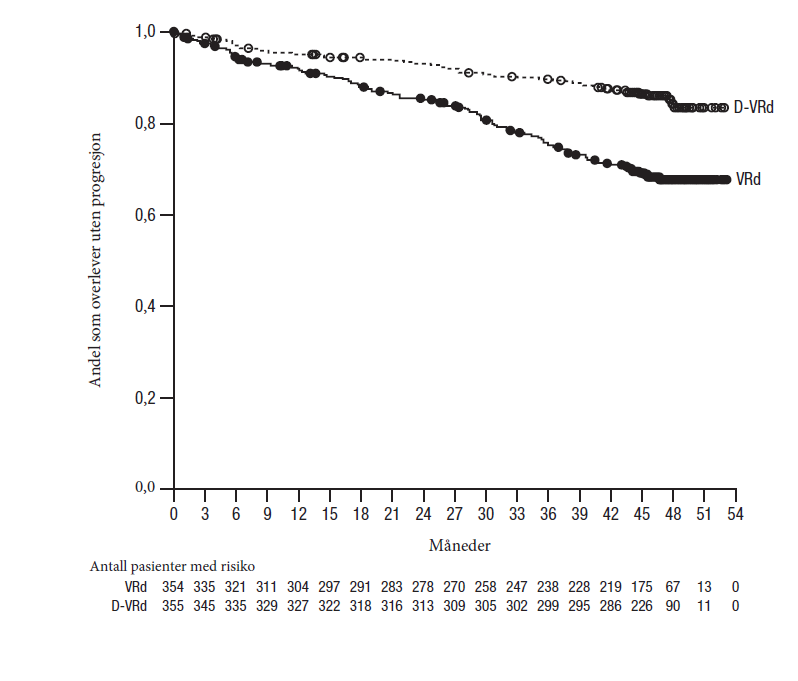 Andel som overlever uten progresjon
1,0
0,8
0,6
0,4
0,2
0,0
D-VRd
VRd
0 3 6 9 12 15 18 21 24 27 30 33 36 39 42 45 48 51 54
Måneder
Antall pasienter med risiko
VRd 354 335 321 311 304 297 291 283 278 270 258 247 238 228 219 175 67 13 0
D-VRd 355 345 335 329 327 322 318 316 313 309 305 302 299 295 286 226 90 11 0